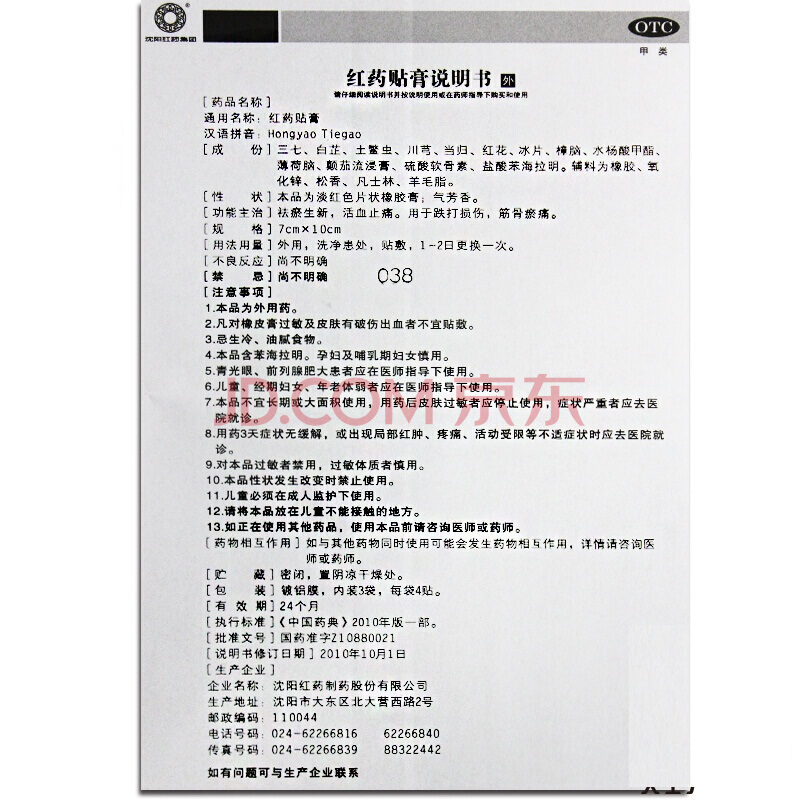 沈阳红药集团
OTC
甲类
红药贴膏说明书 外
请仔细阅读说明书并按说明使用或在药师指导下购买和使用
[药品名称]
通用名称：红药贴膏
汉语拼音：Hongyao Tiegao
[成 份] 三七、白芷、土鳖虫、川芎、当归、红花、冰片、樟脑、水杨酸甲酯、
薄荷脑、颠茄流浸膏、硫酸软骨素、盐酸苯海拉明。辅料为橡胶、氧
化锌、松香、凡士林、羊毛脂。
[性 状] 本品为淡红色片状橡胶膏；气芳香。
[功能主治] 祛瘀生新，活血止痛。用于跌打损伤，筋骨瘀痛。
[规 格] 7cm×10cm
[用法用量] 外用，洗净患处，贴敷，1~2日更换一次。
[不良反应] 尚不明确
[禁 忌] 尚不明确 038
[注意事项]
1.本品为外用药。
2.凡对橡皮膏过敏及皮肤有破伤出血者不宜贴敷。
3.忌生冷、油腻食物。
4.本品含苯海拉明。孕妇及哺乳期妇女慎用。
5.青光眼、前列腺肥大患者应在医师指导下使用。
6.儿童、经期妇女、年老体弱者应在医师指导下使用。
7.本品不宜长期或大面积使用，用药后皮肤过敏者应停止使用，症状严重者应去医
院就诊。
JD.COM 京东
8.用药3天症状无缓解，或出现局部红肿、疼痛、活动受限等不适症状时应去医院就
诊。
9.对本品过敏者禁用，过敏体质者慎用。
10.本品性状发生改变时禁止使用。
11.儿童必须在成人监护下使用。
12.请将本品放在儿童不能接触的地方。
13.如正在使用其他药品，使用本品前请咨询医师或药师。
[药物相互作用] 如与其他药物同时使用可能会发生药物相互作用，详情请咨询医
师或药师。
[贮 藏] 密闭，置阴凉干燥处。
[包 装] 镀铝膜，内装3袋，每袋4贴。
[有 效 期] 24个月
[执行标准]《中国药典》2010年版一部。
[批准文号] 国药准字Z10880021
[说明书修订日期] 2010年10月1日
[生产企业]
企业名称：沈阳红药制药股份有限公司
生产地址：沈阳市大东区北大营西路2号
邮政编码：110044
电话号码：024-62266816 62266840
传真号码：024-62266839 88322442
如有问题可与生产企业联系